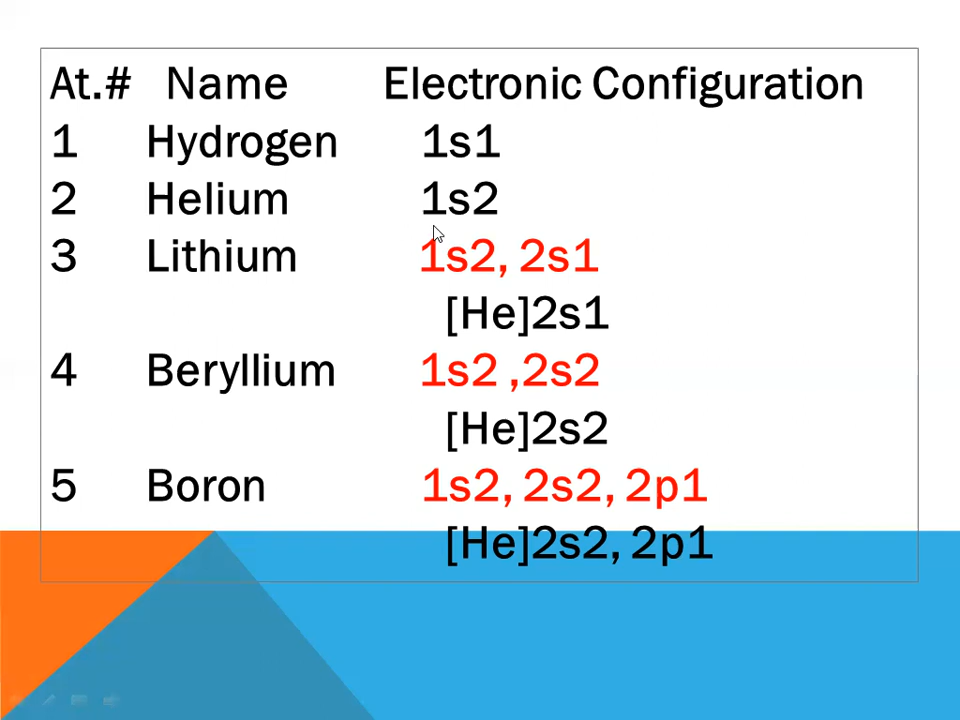 At.# Name Electronic Configuration
1 Hydrogen 1s1
2 Helium 1s2
3 Lithium 1s2, 2s1
[He]2s1
4 Beryllium 1s2 ,2s2
[He]2s2
5 Boron 1s2, 2s2, 2p1
[He]2s2, 2p1